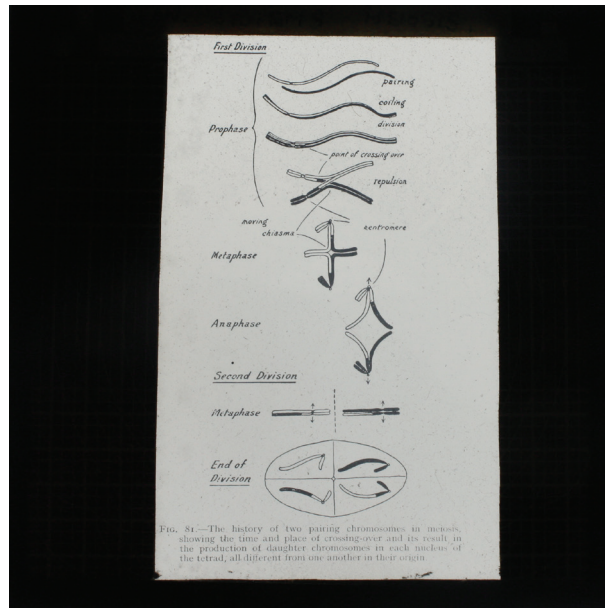 First Division
pairing
coiling
division
Prophase
point of crossing over
repulsion
moving
chiasma
kentromere
Metaphase
Anaphase
Second Division
Metaphase
End of
Division
FIG. 81.—The history of two pairing chromosomes in meiosis,
showing the time and place of crossing-over and its result in
the production of daughter chromosomes in each nucleus of
the tetrad, all different from one another in their origin